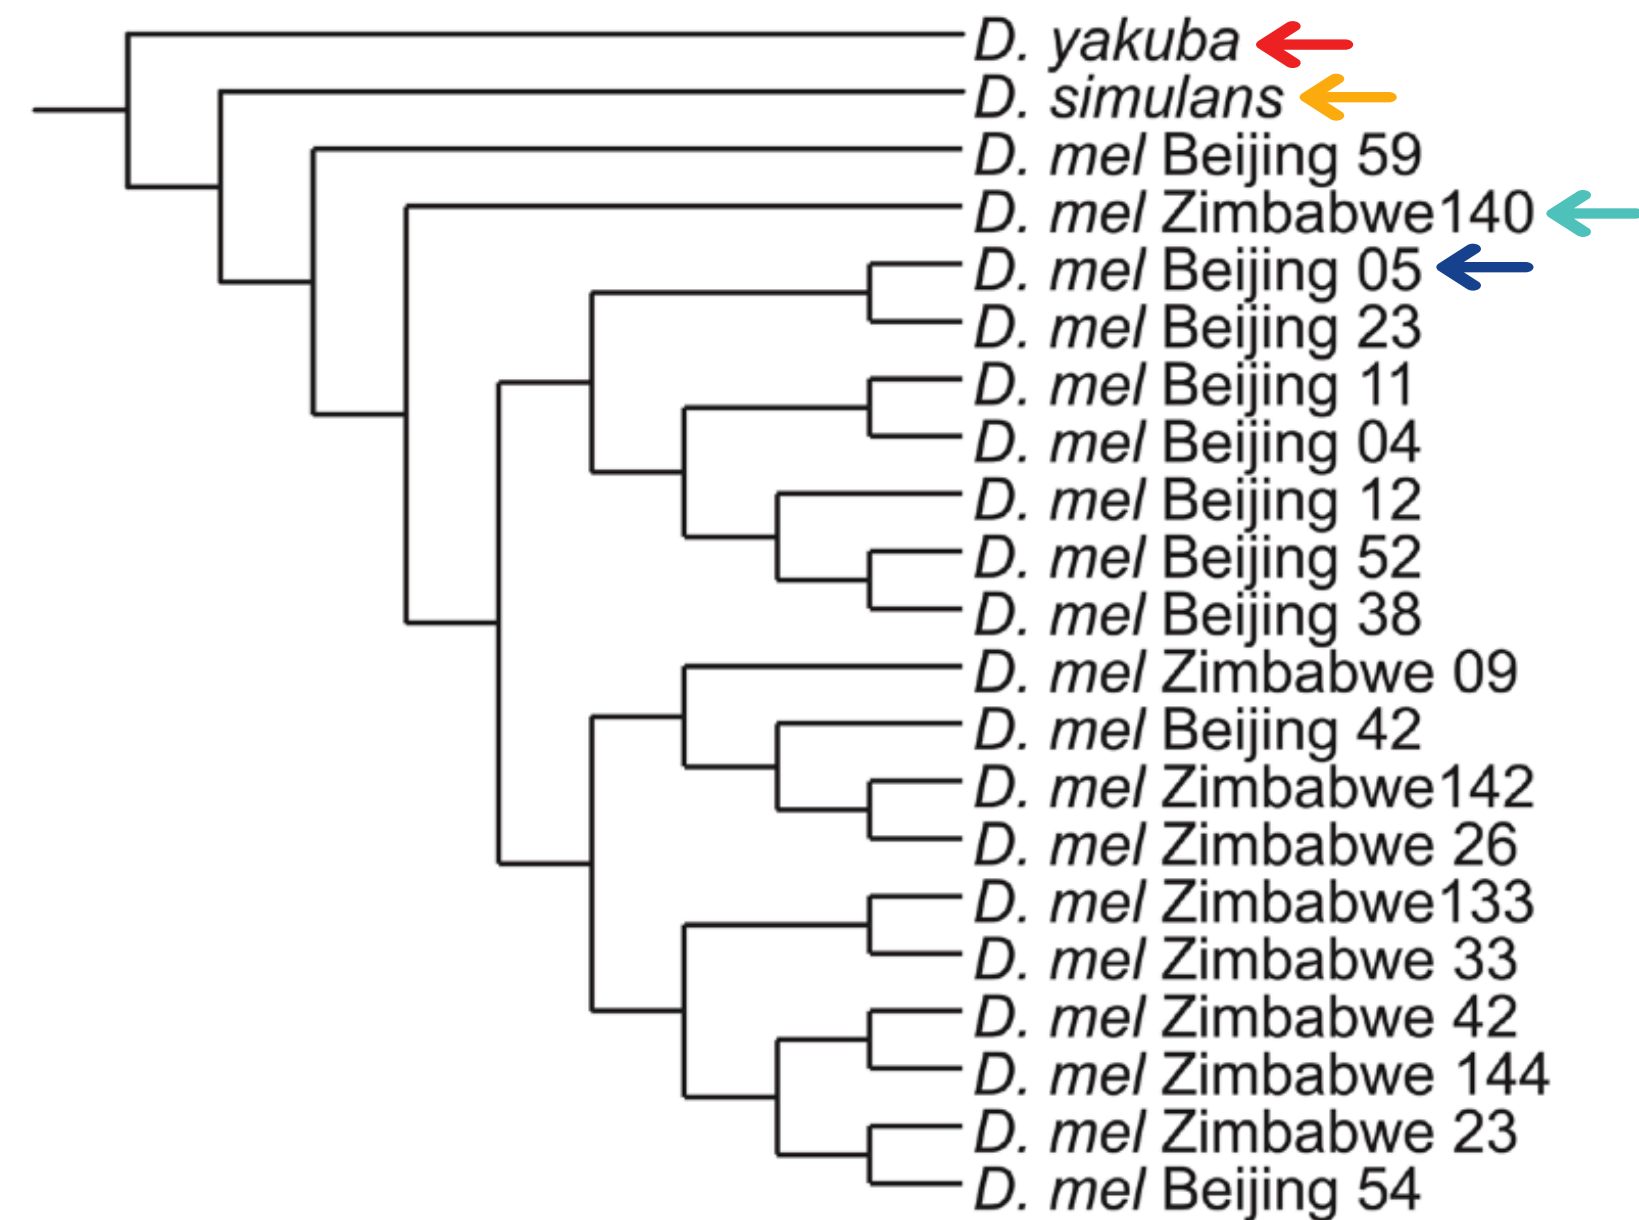 D. yakuba
D. simulans
D. mel Beijing 59
D. mel Zimbabwe140
D. mel Beijing 05
D. mel Beijing 23
D. mel Beijing 11
D. mel Beijing 04
D. mel Beijing 12
D. mel Beijing 52
D. mel Beijing 38
D. mel Zimbabwe 09
D. mel Beijing 42
D. mel Zimbabwe142
D. mel Zimbabwe 26
D. mel Zimbabwe133
D. mel Zimbabwe 33
D. mel Zimbabwe 42
D. mel Zimbabwe 144
D. mel Zimbabwe 23
D. mel Beijing 54